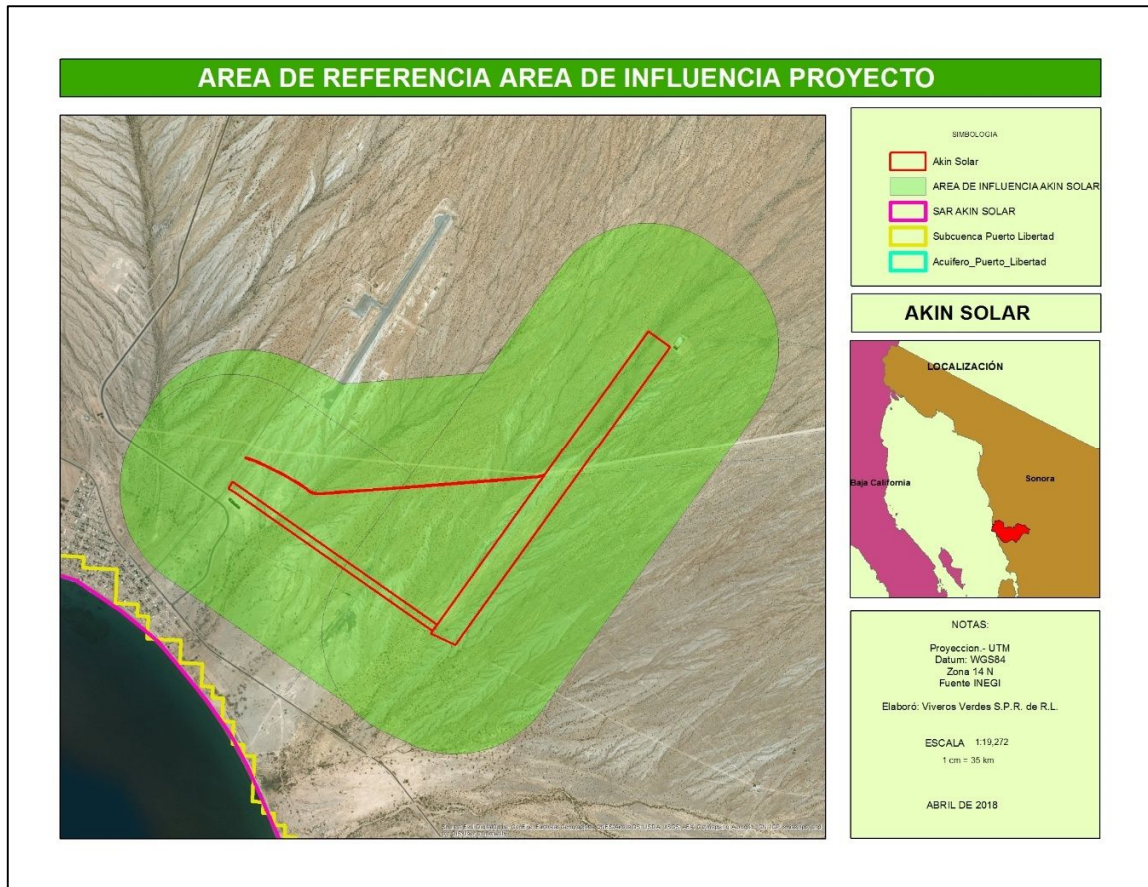 AREA DE REFERENCIA AREA DE INFLUENCIA PROYECTO
SIMBOLOGIA
Akin Solar
AREA DE INFLUENCIA AKIN SOLAR
SAR AKIN SOLAR
Subcuenca Puerto Libertad
Acuifero_Puerto_Libertad
AKIN SOLAR
LOCALIZACIÓN
Baja California
Sonora
NOTAS:
Proyeccion.- UTM
Datum: WGS84
Zona 14 N
Fuente INEGI
Elaboró: Viveros Verdes S.P.R. de R.L.
ESCALA 1:19,272
1 cm = 35 km
ABRIL DE 2018